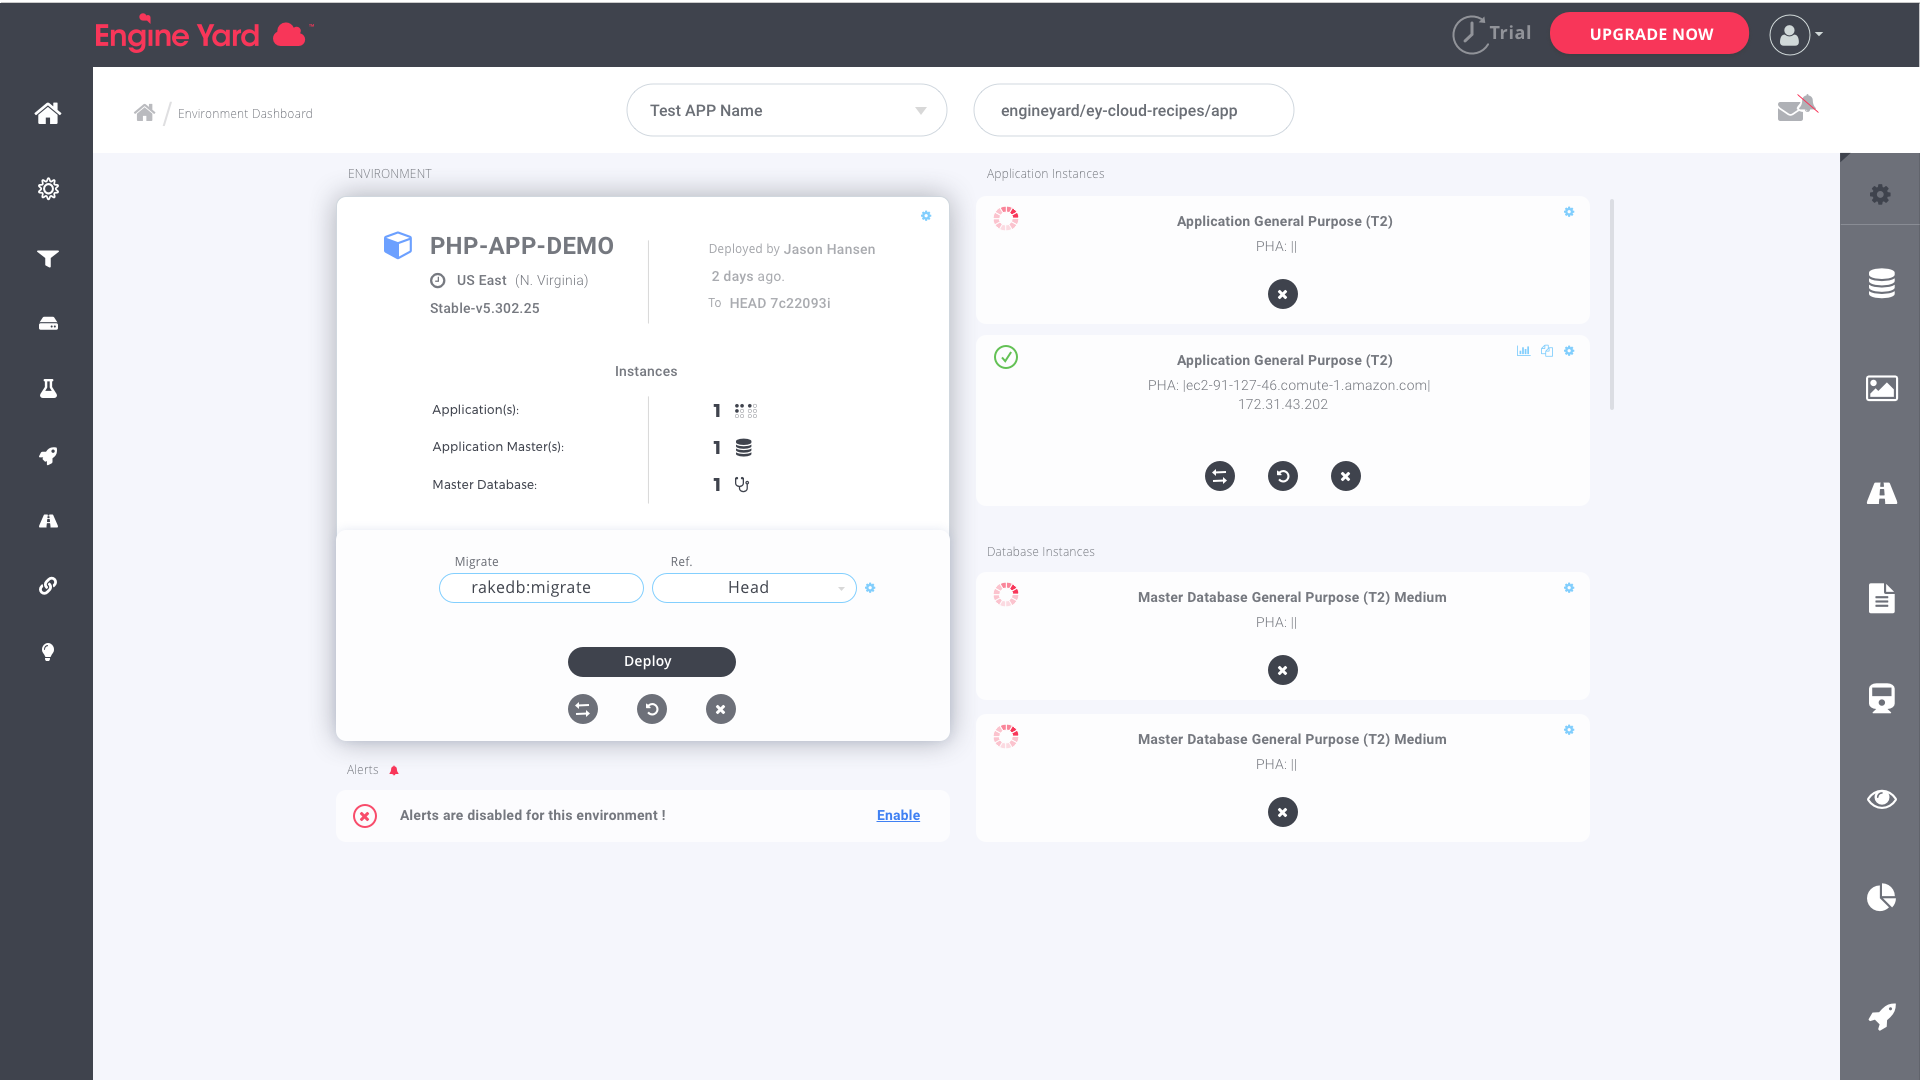 Engine Yard
Trial
UPGRADE NOW
Environment Dashboard
Test APP Name
engineyard/ey-cloud-recipes/app
ENVIRONMENT
PHP-APP-DEMO
US East (N. Virginia)
Stable-v5.302.25
Deployed by Jason Hansen
2 days ago.
To HEAD 7c22093i
Instances
Application(s): 1
Application Master(s): 1
Master Database: 1
Migrate
rakedb:migrate
Ref.
Head
Deploy
Alerts
Alerts are disabled for this environment !
Enable
Application Instances
Application General Purpose (T2)
PHA: ||
Application General Purpose (T2)
PHA: |ec2-91-127-46.comute-1.amazon.com|
172.31.43.202
Database Instances
Master Database General Purpose (T2) Medium
PHA: ||
Master Database General Purpose (T2) Medium
PHA: ||